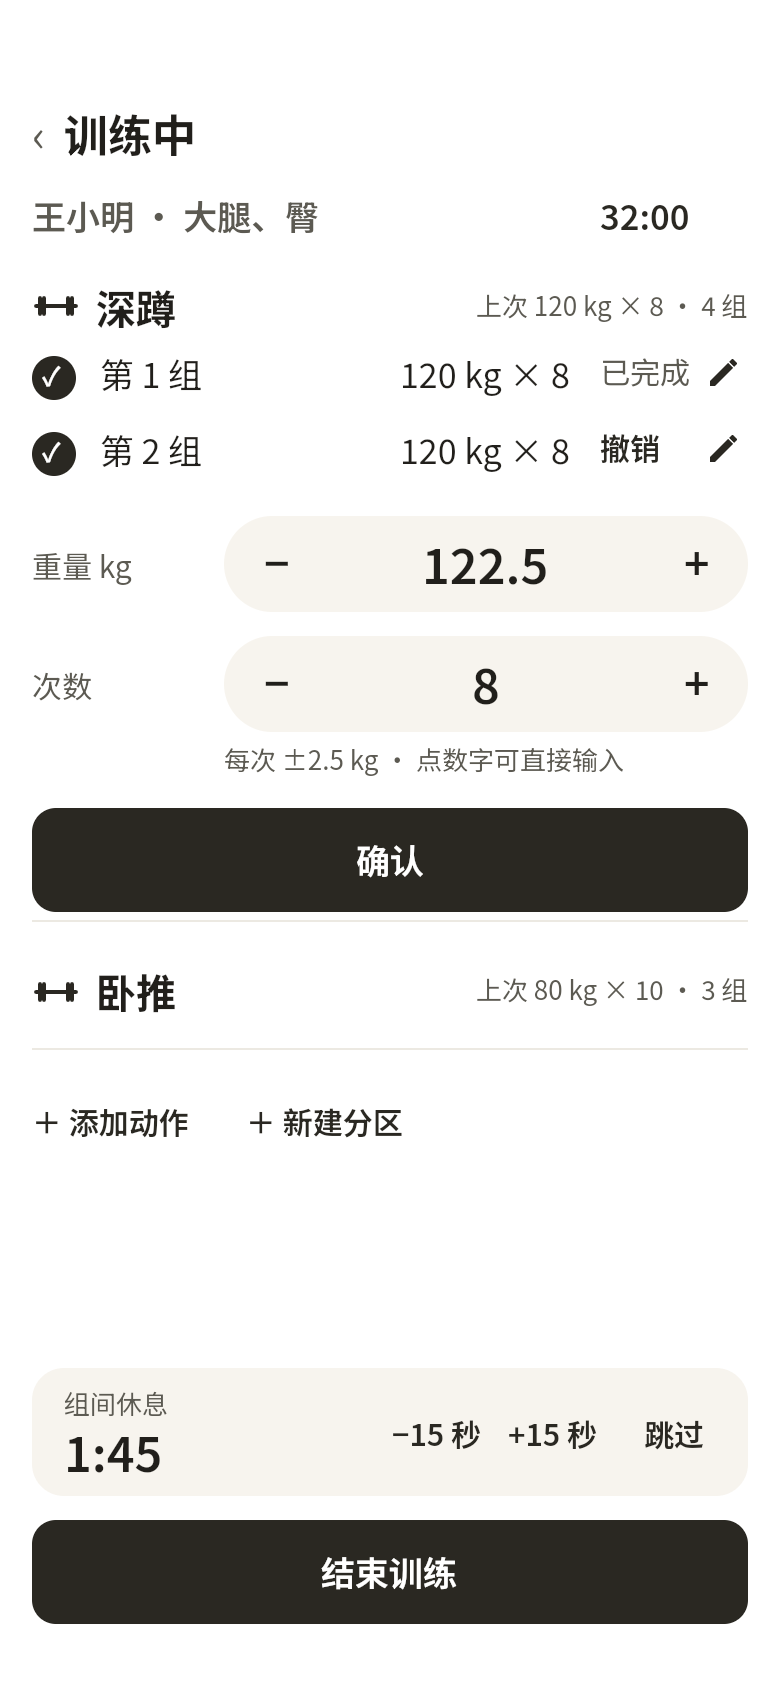 ‹ 训练中
王小明 · 大腿、臀 32:00
深蹲 上次 120 kg × 8 · 4 组
✓ 第 1 组 120 kg × 8 已完成
✓ 第 2 组 120 kg × 8 撤销
重量 kg − 122.5 +
次数 − 8 +
每次 ±2.5 kg · 点数字可直接输入
确认
卧推 上次 80 kg × 10 · 3 组
＋ 添加动作 ＋ 新建分区
组间休息
1:45 −15 秒 +15 秒 跳过
结束训练